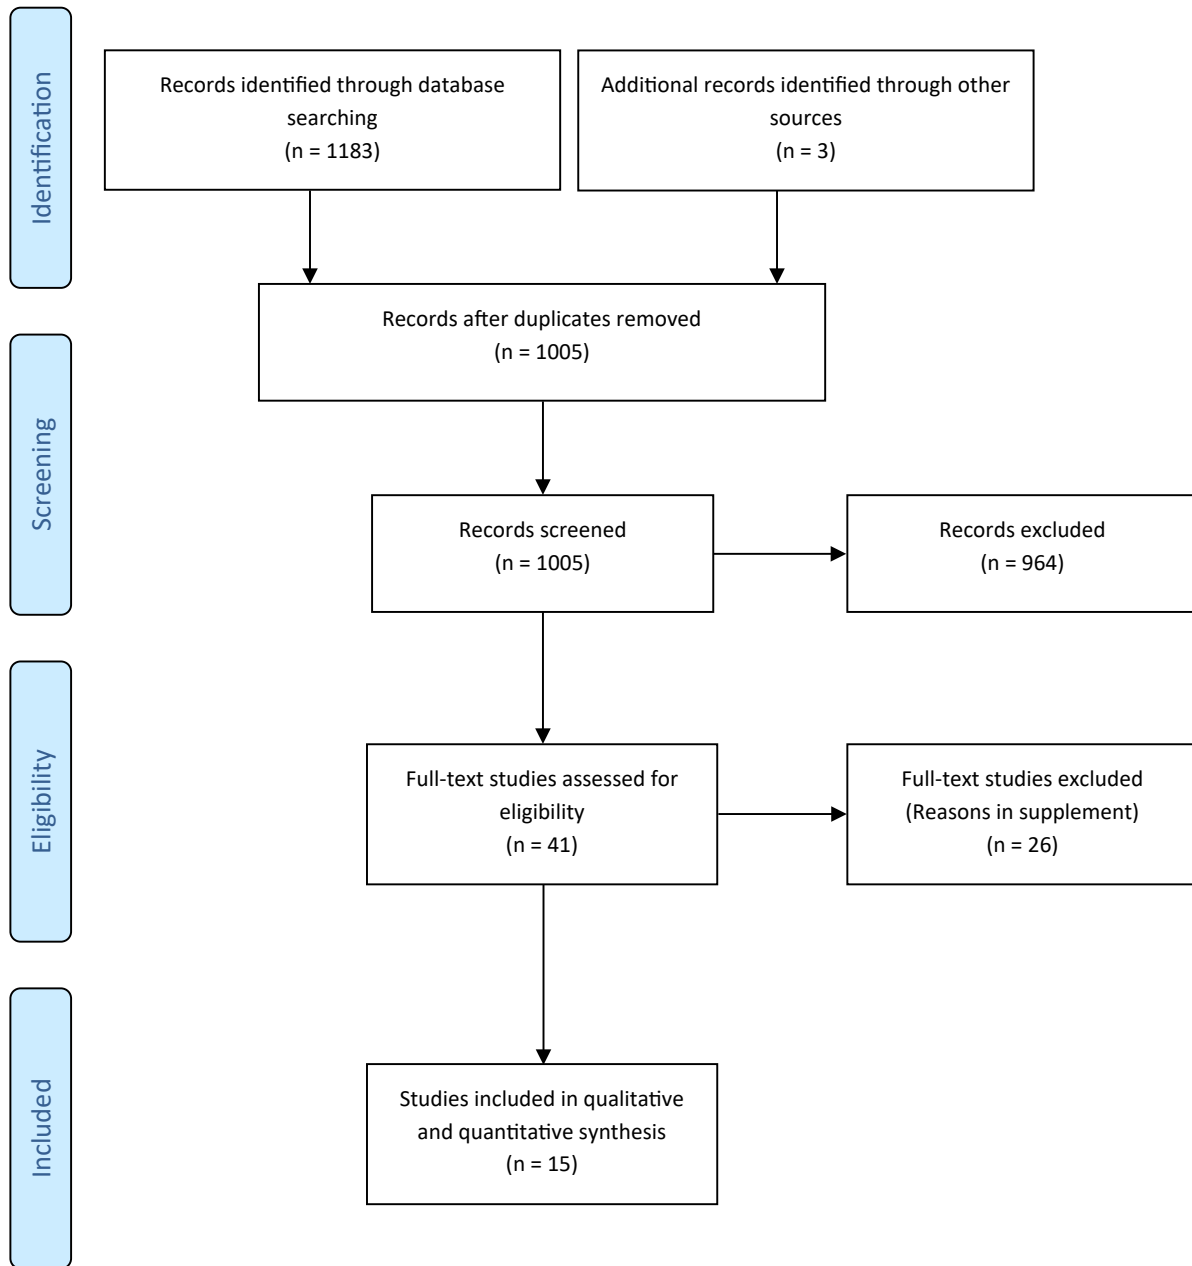 Identification
Records identified through database
searching
(n = 1183)
Additional records identified through other
sources
(n = 3)
Records after duplicates removed
(n = 1005)
Screening
Records screened
(n = 1005)
Records excluded
(n = 964)
Eligibility
Full-text studies assessed for
eligibility
(n = 41)
Full-text studies excluded
(Reasons in supplement)
(n = 26)
Included
Studies included in qualitative
and quantitative synthesis
(n = 15)